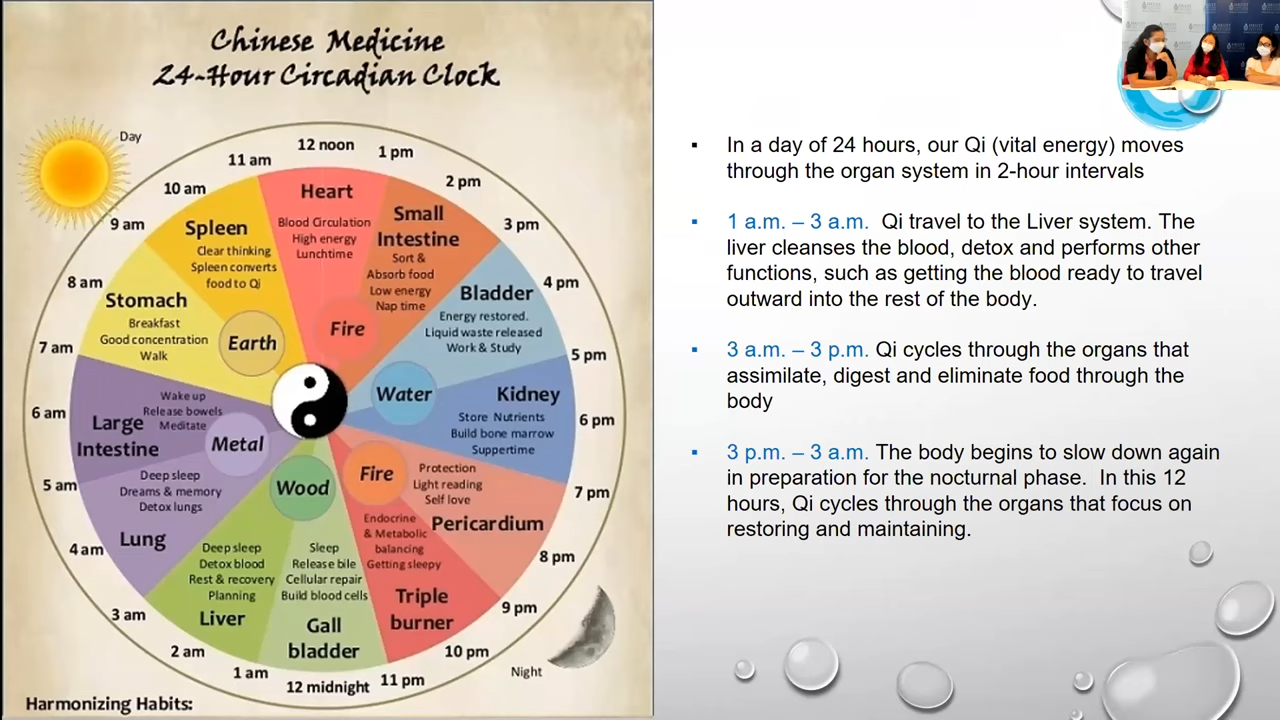 Chinese Medicine
24-Hour Circadian Clock
Day
12 noon
1 pm
2 pm
3 pm
4 pm
5 pm
6 pm
7 pm
8 pm
9 pm
10 pm
11 pm
12 midnight
1 am
2 am
3 am
4 am
5 am
6 am
7 am
8 am
9 am
10 am
11 am
Night
Heart
Blood Circulation
High energy
Lunchtime
Small
Intestine
Sort &
Absorb food
Low energy
Nap time
Fire
Bladder
Energy restored.
Liquid waste released
Work & Study
Water
Kidney
Store Nutrients
Build bone marrow
Suppertime
Protection
Light reading
Self love
Pericardium
Fire
Endocrine
& Metabolic
balancing
Getting sleepy
Triple
burner
Sleep
Release bile
Cellular repair
Build blood cells
Gall
bladder
Wood
Deep sleep
Detox blood
Rest & recovery
Planning
Liver
Deep sleep
Dreams & memory
Detox lungs
Lung
Metal
Wake up
Release bowels
Meditate
Large
Intestine
Stomach
Breakfast
Good concentration
Walk
Earth
Spleen
Clear thinking
Spleen converts
food to Qi
Harmonizing Habits:
▪ In a day of 24 hours, our Qi (vital energy) moves
through the organ system in 2-hour intervals
▪ 1 a.m. – 3 a.m. Qi travel to the Liver system. The
liver cleanses the blood, detox and performs other
functions, such as getting the blood ready to travel
outward into the rest of the body.
▪ 3 a.m. – 3 p.m. Qi cycles through the organs that
assimilate, digest and eliminate food through the
body
▪ 3 p.m. – 3 a.m. The body begins to slow down again
in preparation for the nocturnal phase. In this 12
hours, Qi cycles through the organs that focus on
restoring and maintaining.